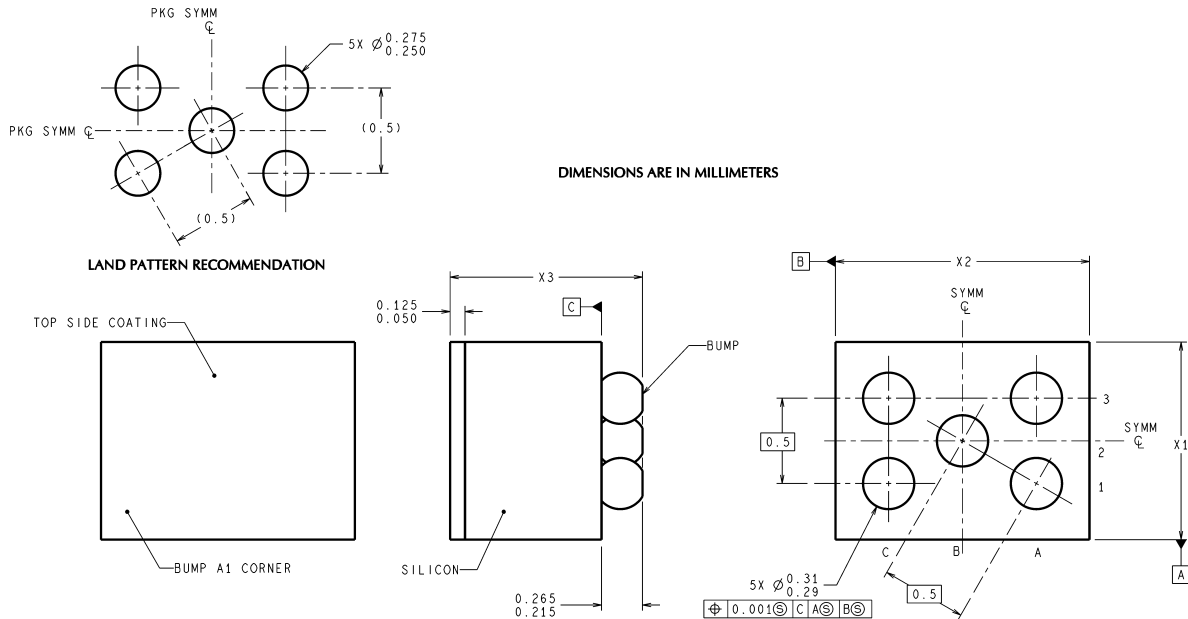 PKG SYMM
℄
5X Ø 0.275
0.250
PKG SYMM ℄
(0.5)
(0.5)
DIMENSIONS ARE IN MILLIMETERS
LAND PATTERN RECOMMENDATION
TOP SIDE COATING
BUMP A1 CORNER
X3
0.125
0.050
C
BUMP
SILICON
0.265
0.215
B
X2
SYMM
℄
3
SYMM
℄
0.5
2
X1
1
C B A
5X Ø 0.31
0.29
0.5
A
⌖ 0.001Ⓢ C AⓈ BⓈ